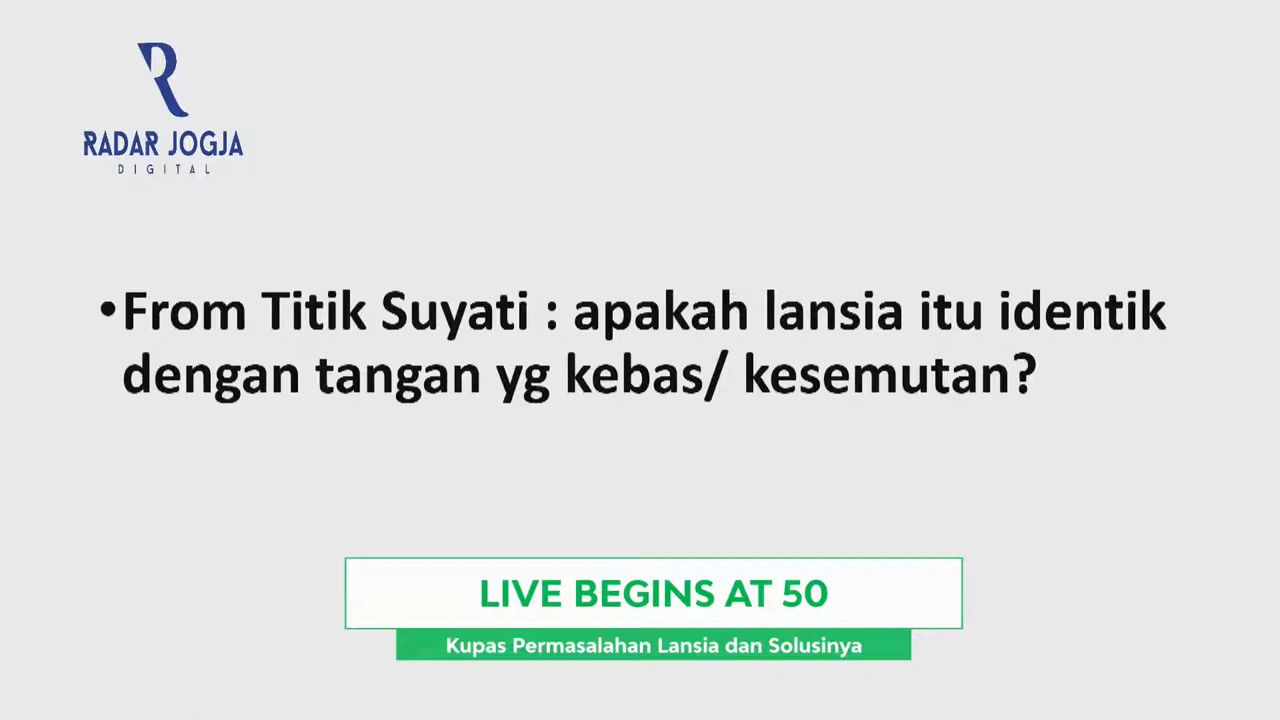 RADAR JOGJA
DIGITAL
•From Titik Suyati : apakah lansia itu identik
dengan tangan yg kebas/ kesemutan?
LIVE BEGINS AT 50
Kupas Permasalahan Lansia dan Solusinya